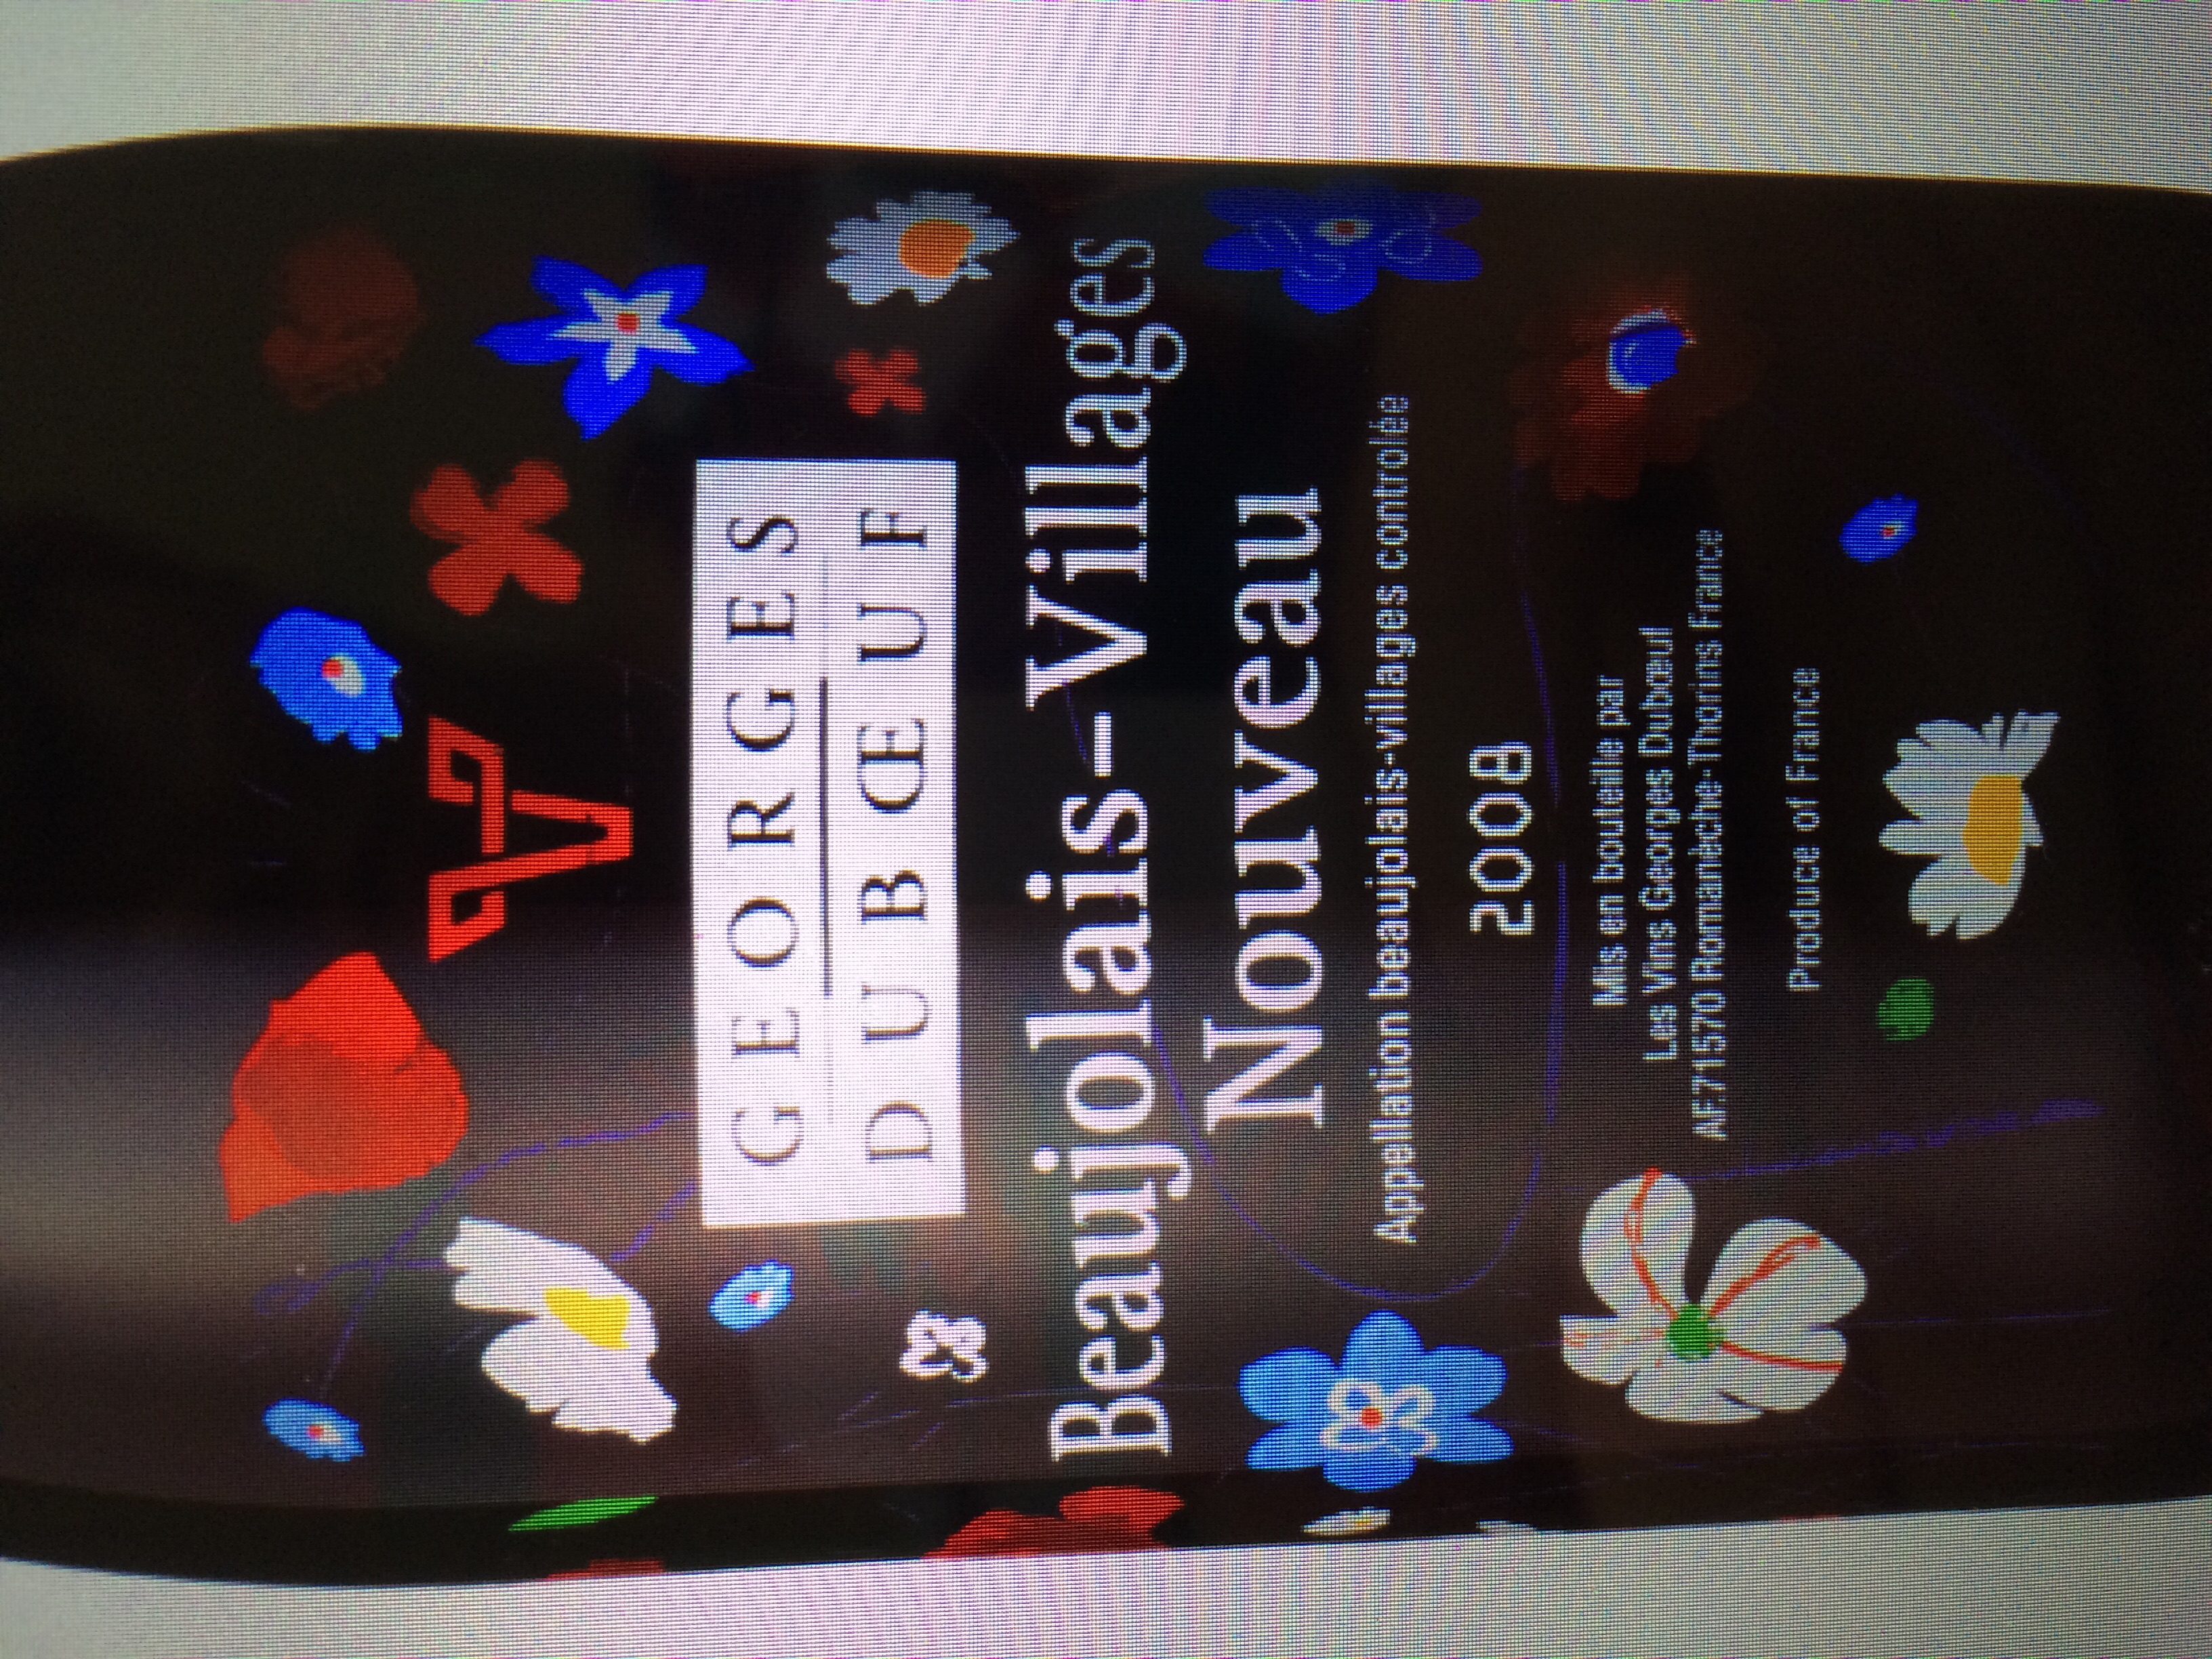 GEORGES
DUBŒUF
Beaujolais-Villages
Nouveau
Appellation beaujolais-villages controlée
2008
Mis en bouteille par
Les Vins Georges Dubœuf
AF.71570 Romanèche-Thorins France
Produce of France